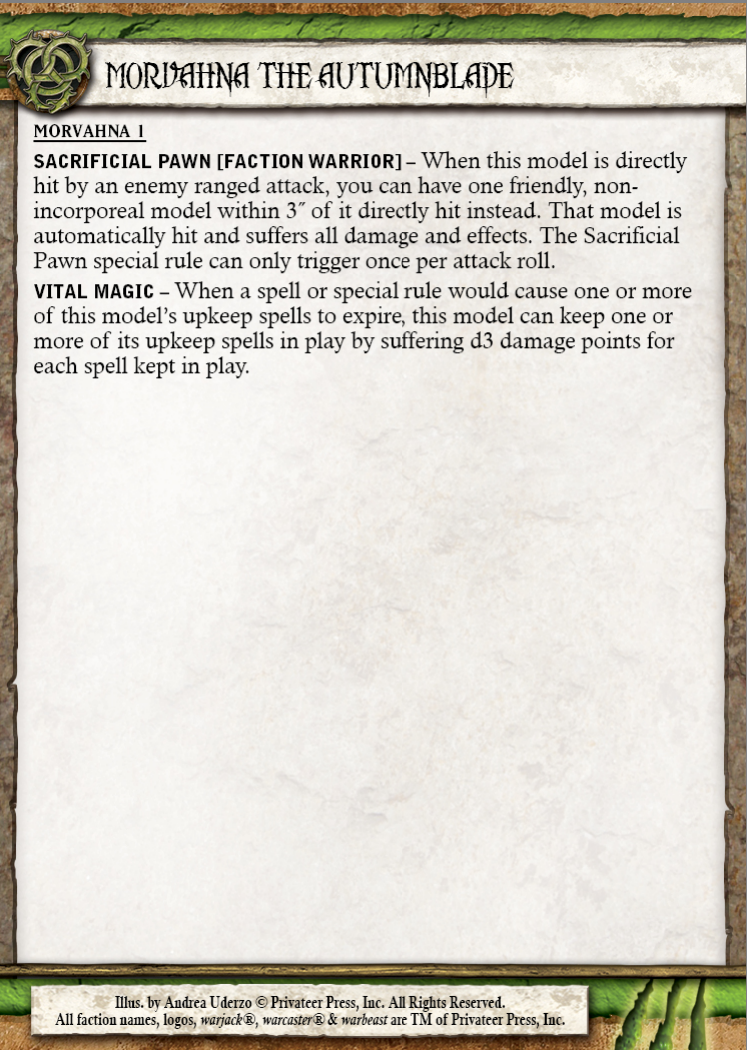 MORVAHNA THE AUTUMNBLADE
MORVAHNA 1
SACRIFICIAL PAWN [FACTION WARRIOR] – When this model is directly
hit by an enemy ranged attack, you can have one friendly, non-
incorporeal model within 3˝ of it directly hit instead. That model is
automatically hit and suffers all damage and effects. The Sacrificial
Pawn special rule can only trigger once per attack roll.
VITAL MAGIC – When a spell or special rule would cause one or more
of this model’s upkeep spells to expire, this model can keep one or
more of its upkeep spells in play by suffering d3 damage points for
each spell kept in play.
Illus. by Andrea Uderzo © Privateer Press, Inc. All Rights Reserved.
All faction names, logos, warjack®, warcaster® & warbeast are TM of Privateer Press, Inc.